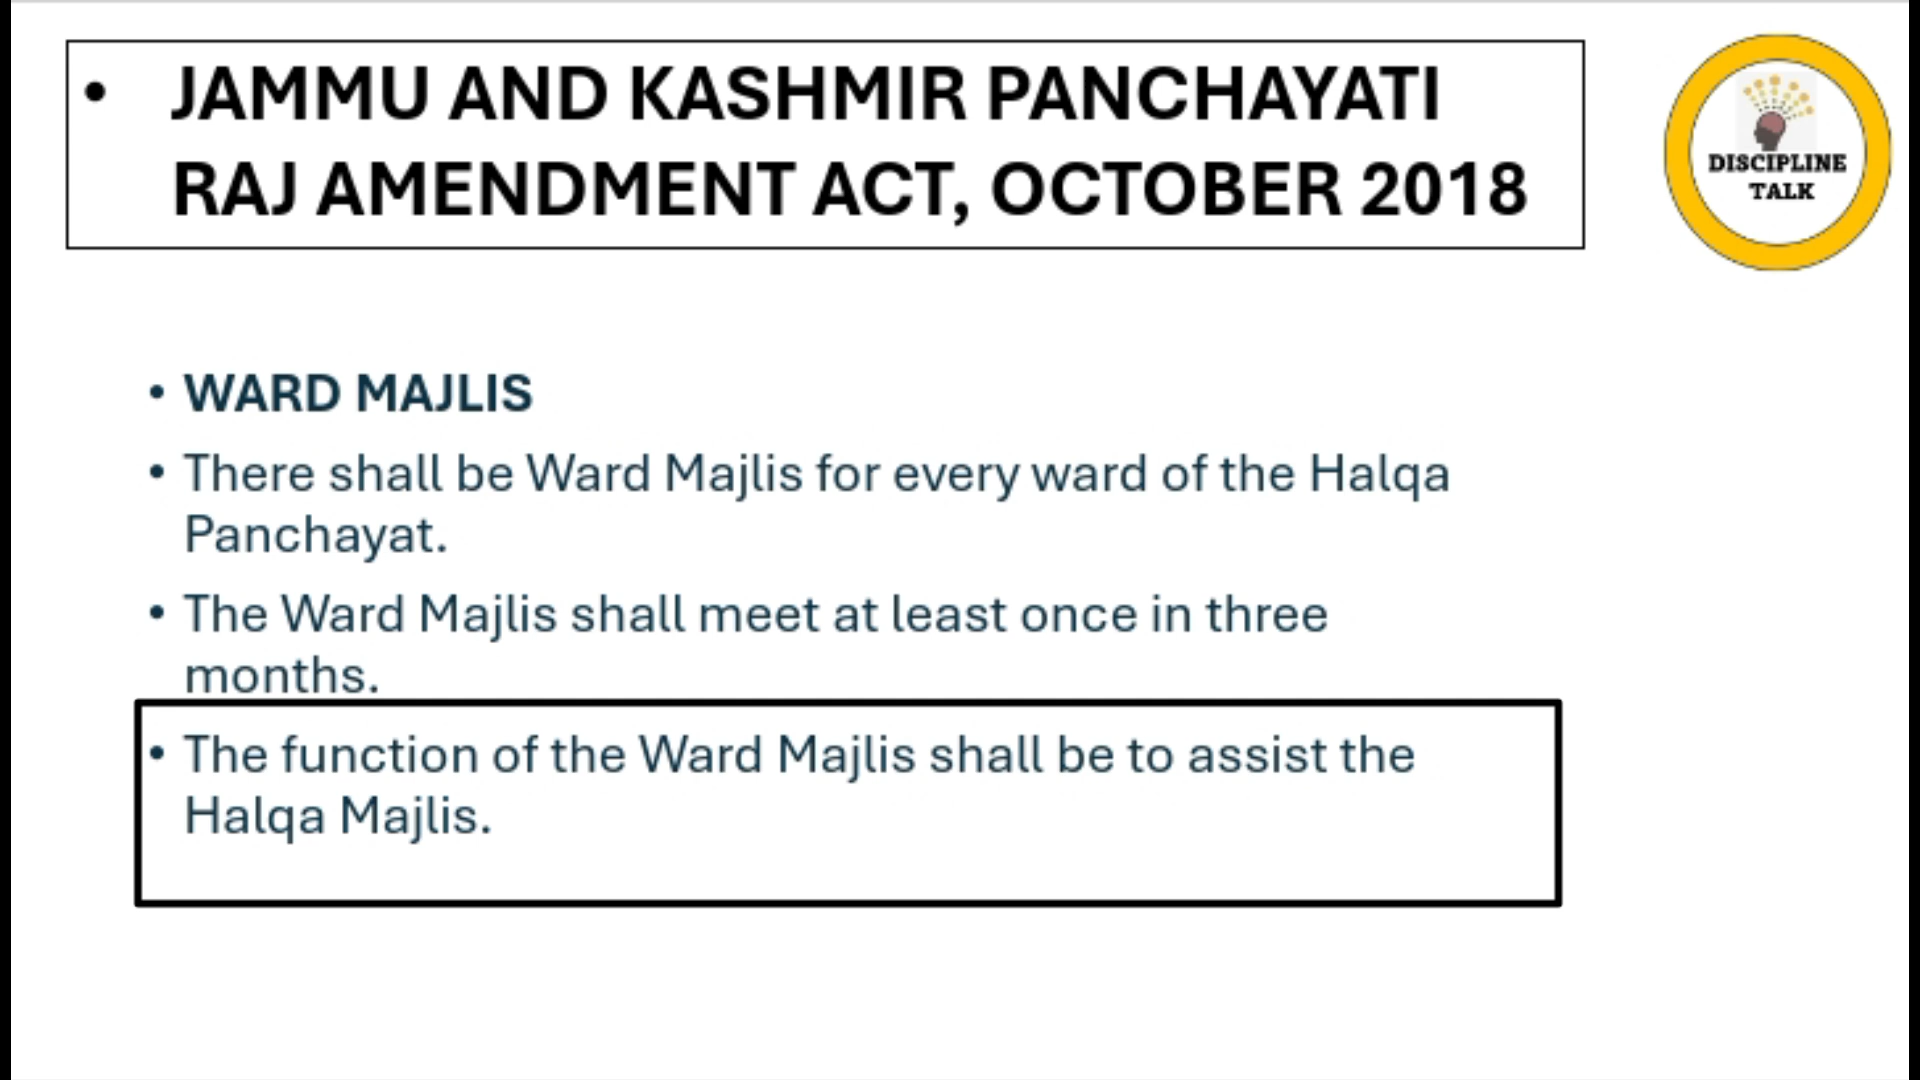 • JAMMU AND KASHMIR PANCHAYATI
RAJ AMENDMENT ACT, OCTOBER 2018
DISCIPLINE
TALK
• WARD MAJLIS
• There shall be Ward Majlis for every ward of the Halqa
Panchayat.
• The Ward Majlis shall meet at least once in three
months.
• The function of the Ward Majlis shall be to assist the
Halqa Majlis.